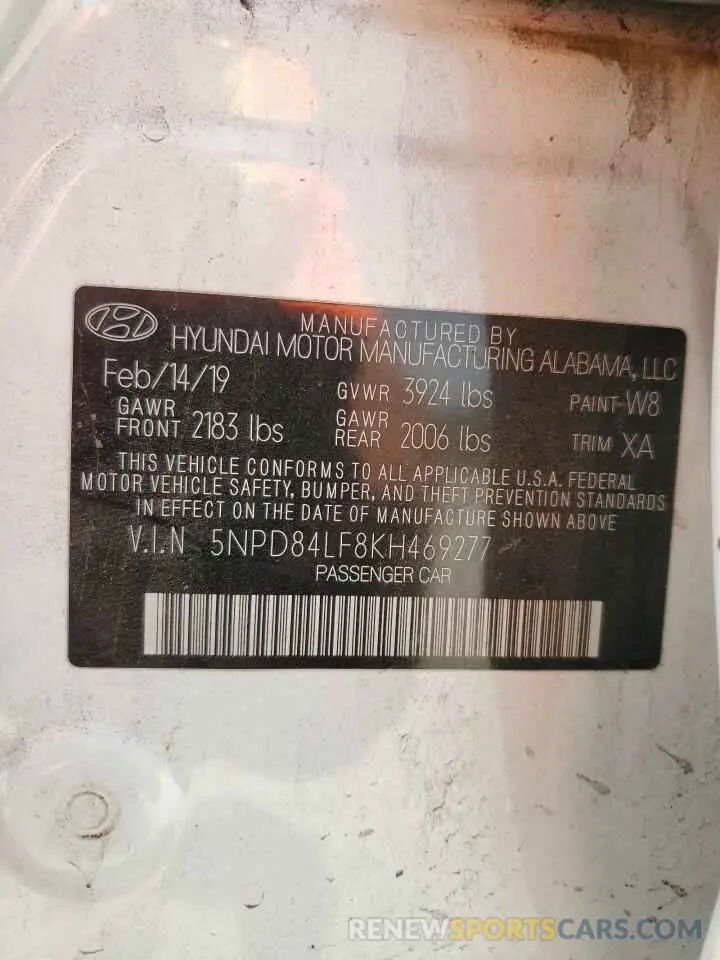 MANUFACTURED BY
HYUNDAI MOTOR MANUFACTURING ALABAMA, LLC
Feb/14/19 GVWR 3924 lbs PAINT-W8
GAWR FRONT 2183 lbs GAWR REAR 2006 lbs TRIM XA
THIS VEHICLE CONFORMS TO ALL APPLICABLE U.S.A. FEDERAL
MOTOR VEHICLE SAFETY, BUMPER, AND THEFT PREVENTION STANDARDS
IN EFFECT ON THE DATE OF MANUFACTURE SHOWN ABOVE
V.I.N 5NPD84LF8KH469277
PASSENGER CAR
RENEWSPORTSCARS.COM